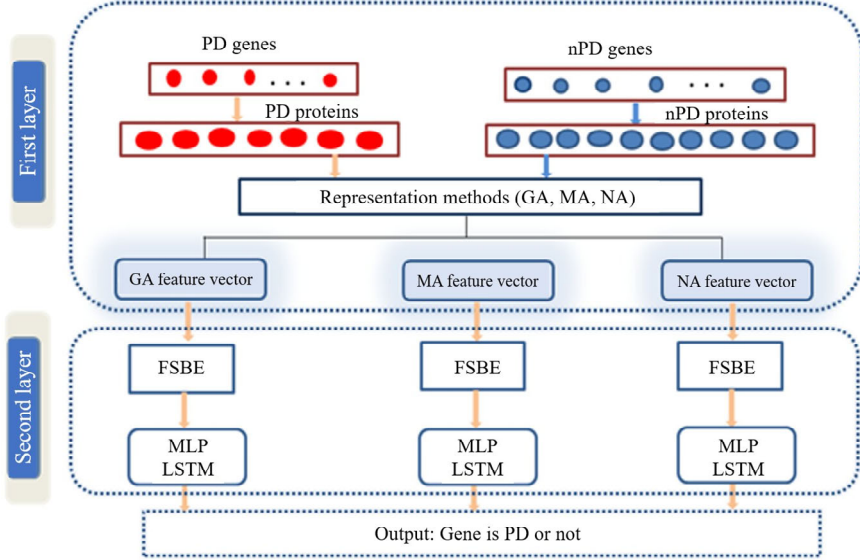 First layer
PD genes
nPD genes
PD proteins
nPD proteins
Representation methods (GA, MA, NA)
GA feature vector
MA feature vector
NA feature vector
Second layer
FSBE
FSBE
FSBE
MLP
LSTM
MLP
LSTM
MLP
LSTM
Output: Gene is PD or not